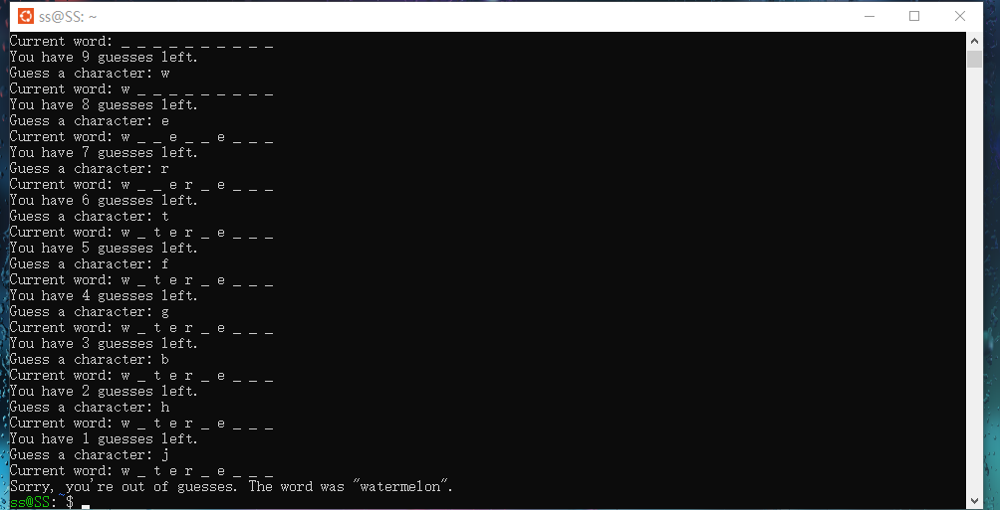 ss@SS: ~
Current word: _ _ _ _ _ _ _ _ _ _
You have 9 guesses left.
Guess a character: w
Current word: w _ _ _ _ _ _ _ _ _
You have 8 guesses left.
Guess a character: e
Current word: w _ _ e _ _ e _ _ _
You have 7 guesses left.
Guess a character: r
Current word: w _ _ e r _ e _ _ _
You have 6 guesses left.
Guess a character: t
Current word: w _ t e r _ e _ _ _
You have 5 guesses left.
Guess a character: f
Current word: w _ t e r _ e _ _ _
You have 4 guesses left.
Guess a character: g
Current word: w _ t e r _ e _ _ _
You have 3 guesses left.
Guess a character: b
Current word: w _ t e r _ e _ _ _
You have 2 guesses left.
Guess a character: h
Current word: w _ t e r _ e _ _ _
You have 1 guesses left.
Guess a character: j
Current word: w _ t e r _ e _ _ _
Sorry, you're out of guesses. The word was "watermelon".
ss@SS:~$